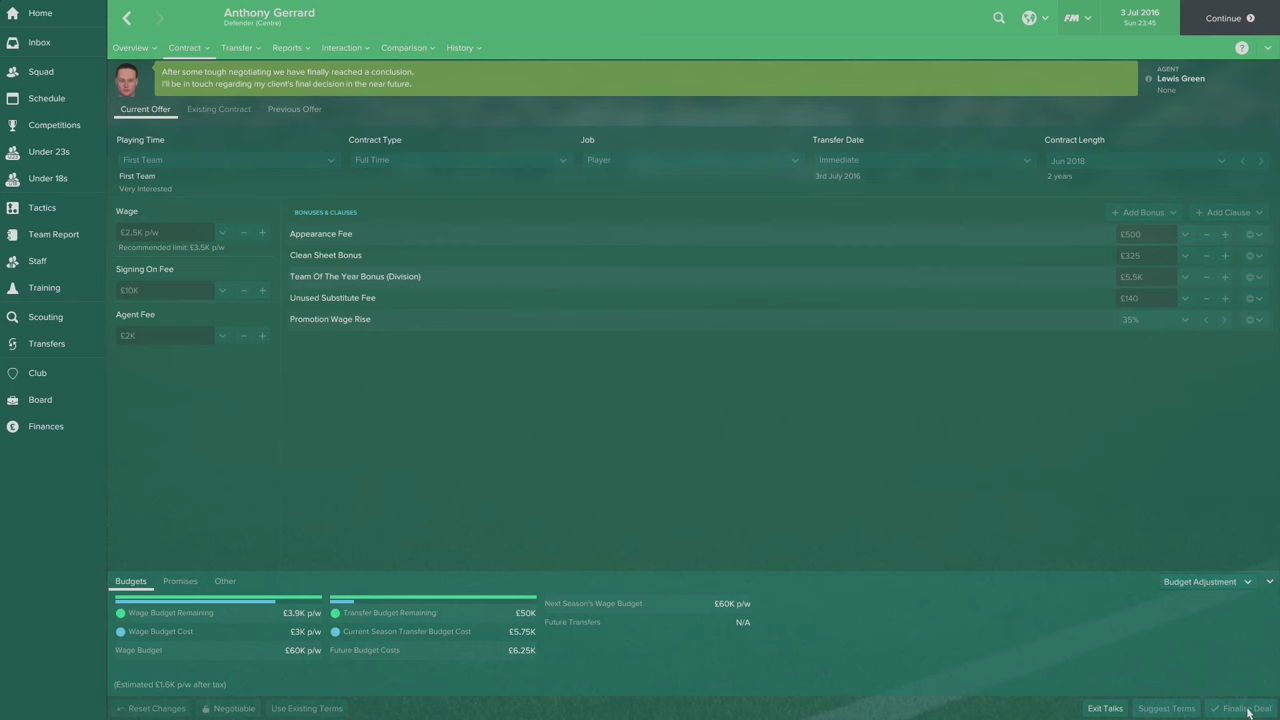 Home
Inbox
Squad
Schedule
Competitions
Under 23s
Under 18s
Tactics
Team Report
Staff
Training
Scouting
Transfers
Club
Board
Finances
Anthony Gerrard
Defender (Centre)
FM
3 Jul 2016
Sun 23:45
Continue
Overview Contract Transfer Reports Interaction Comparison History
?
After some tough negotiating we have finally reached a conclusion.
I'll be in touch regarding my client's final decision in the near future.
AGENT
Lewis Green
None
Current Offer Existing Contract Previous Offer
Playing Time Contract Type Job Transfer Date Contract Length
First Team Full Time Player Immediate Jun 2018
First Team 3rd July 2016 2 years
Very Interested
Wage
£2.5K p/w
Recommended limit: £3.5K p/w
Signing On Fee
£10K
Agent Fee
£2K
BONUSES & CLAUSES
Add Bonus Add Clause
Appearance Fee £500
Clean Sheet Bonus £325
Team Of The Year Bonus (Division) £5.5K
Unused Substitute Fee £140
Promotion Wage Rise 35%
Budgets Promises Other
Budget Adjustment
Wage Budget Remaining £3.9K p/w
Wage Budget Cost £3K p/w
Wage Budget £60K p/w
Transfer Budget Remaining: £50K
Current Season Transfer Budget Cost £5.75K
Future Budget Costs £6.25K
Next Season's Wage Budget £60K p/w
Future Transfers N/A
(Estimated £1.6K p/w after tax)
Reset Changes Negotiable Use Existing Terms
Exit Talks Suggest Terms Finalise Deal